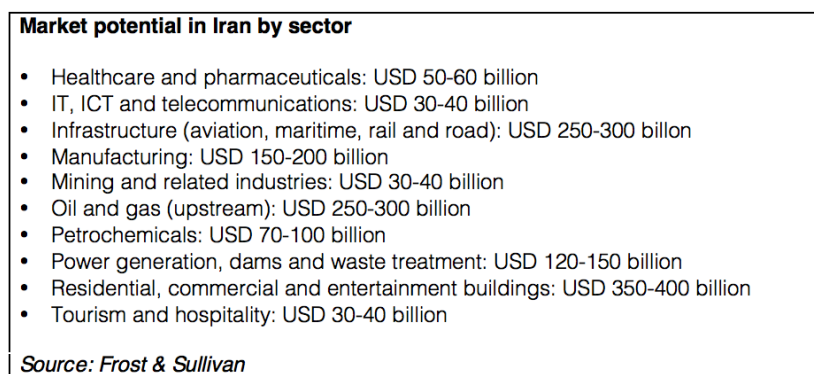 Market potential in Iran by sector
• Healthcare and pharmaceuticals: USD 50-60 billion
• IT, ICT and telecommunications: USD 30-40 billion
• Infrastructure (aviation, maritime, rail and road): USD 250-300 billon
• Manufacturing: USD 150-200 billion
• Mining and related industries: USD 30-40 billion
• Oil and gas (upstream): USD 250-300 billion
• Petrochemicals: USD 70-100 billion
• Power generation, dams and waste treatment: USD 120-150 billion
• Residential, commercial and entertainment buildings: USD 350-400 billion
• Tourism and hospitality: USD 30-40 billion
Source: Frost & Sullivan